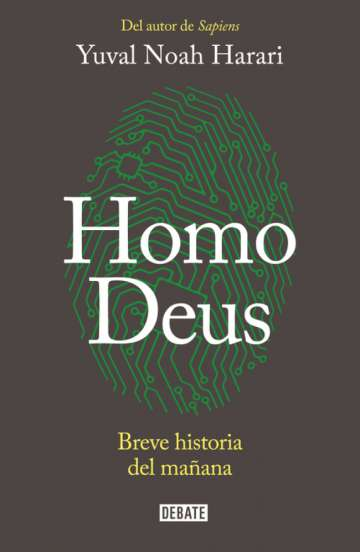 Del autor de Sapiens
Yuval Noah Harari
Homo
Deus
Breve historia
del mañana
DEBATE